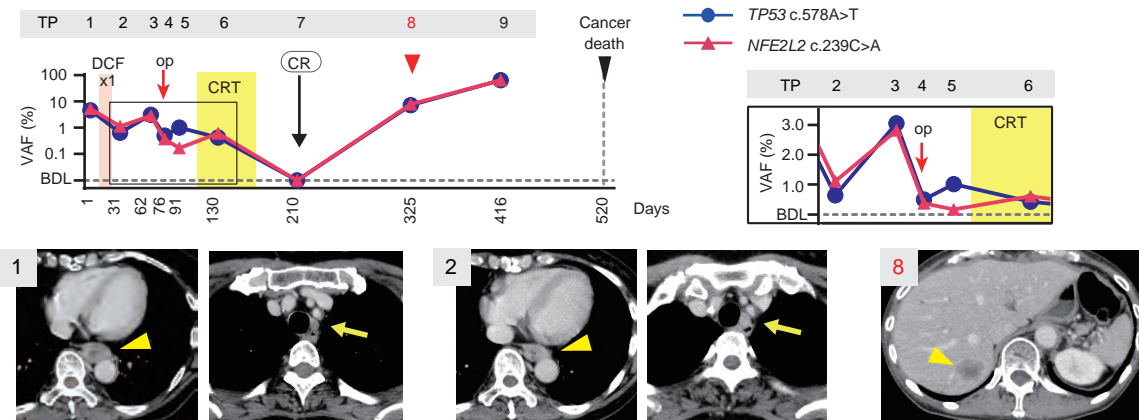 TP 1 2 3 4 5 6 7 8 9
Cancer death
TP53 c.578A>T
NFE2L2 c.239C>A
DCF x1
op
CRT
CR
VAF (%)
100
10
1
0.1
BDL
1 31 62 76 91 130 210 325 416 520 Days
TP 2 3 4 5 6
VAF (%)
3.0
2.0
1.0
BDL
op
CRT
1
2
8